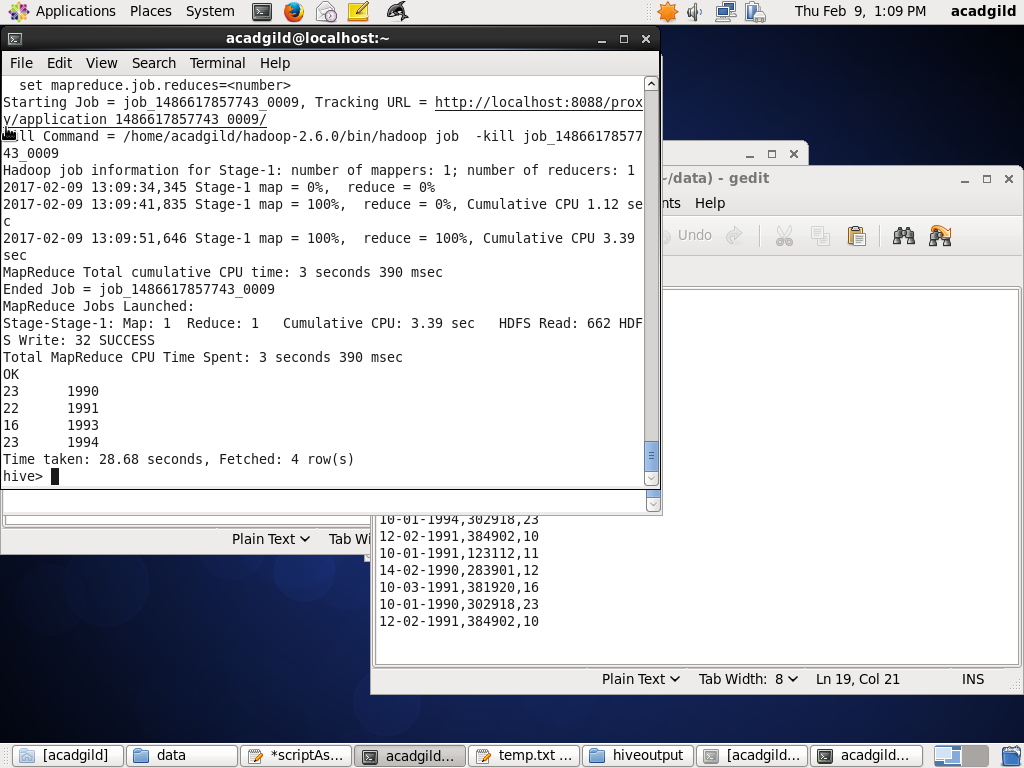 Applications Places System Thu Feb 9, 1:09 PM acadgild
acadgild@localhost:~
File Edit View Search Terminal Help
set mapreduce.job.reduces=<number>
Starting Job = job_1486617857743_0009, Tracking URL = http://localhost:8088/prox
y/application_1486617857743_0009/
ill Command = /home/acadgild/hadoop-2.6.0/bin/hadoop job -kill job_14866178577
43_0009
Hadoop job information for Stage-1: number of mappers: 1; number of reducers: 1
2017-02-09 13:09:34,345 Stage-1 map = 0%, reduce = 0%
2017-02-09 13:09:41,835 Stage-1 map = 100%, reduce = 0%, Cumulative CPU 1.12 se
c
2017-02-09 13:09:51,646 Stage-1 map = 100%, reduce = 100%, Cumulative CPU 3.39
sec
MapReduce Total cumulative CPU time: 3 seconds 390 msec
Ended Job = job_1486617857743_0009
MapReduce Jobs Launched:
Stage-Stage-1: Map: 1 Reduce: 1 Cumulative CPU: 3.39 sec HDFS Read: 662 HDF
S Write: 32 SUCCESS
Total MapReduce CPU Time Spent: 3 seconds 390 msec
OK
23 1990
22 1991
16 1993
23 1994
Time taken: 28.68 seconds, Fetched: 4 row(s)
hive>
Plain Text Tab Wi
~/data) - gedit
nts Help
Undo
10-01-1994,302918,23
12-02-1991,384902,10
10-01-1991,123112,11
14-02-1990,283901,12
10-03-1991,381920,16
10-01-1990,302918,23
12-02-1991,384902,10
Plain Text Tab Width: 8 Ln 19, Col 21 INS
[acadgild] data *scriptAs... acadgild... temp.txt ... hiveoutput [acadgild... acadgild...